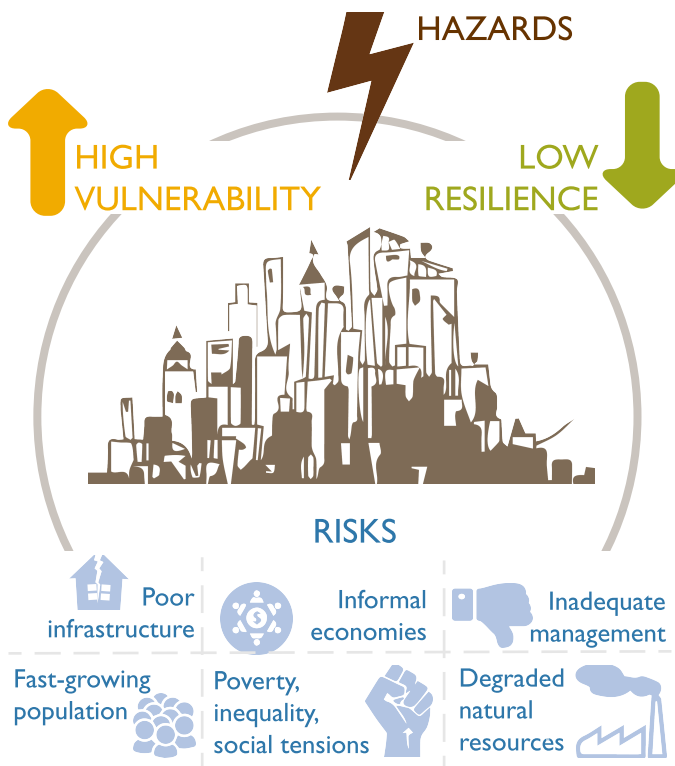 HAZARDS
HIGH
VULNERABILITY
LOW
RESILIENCE
RISKS
Poor
infrastructure
$
Informal
economies
Inadequate
management
Fast-growing
population
Poverty,
inequality,
social tensions
Degraded
natural
resources